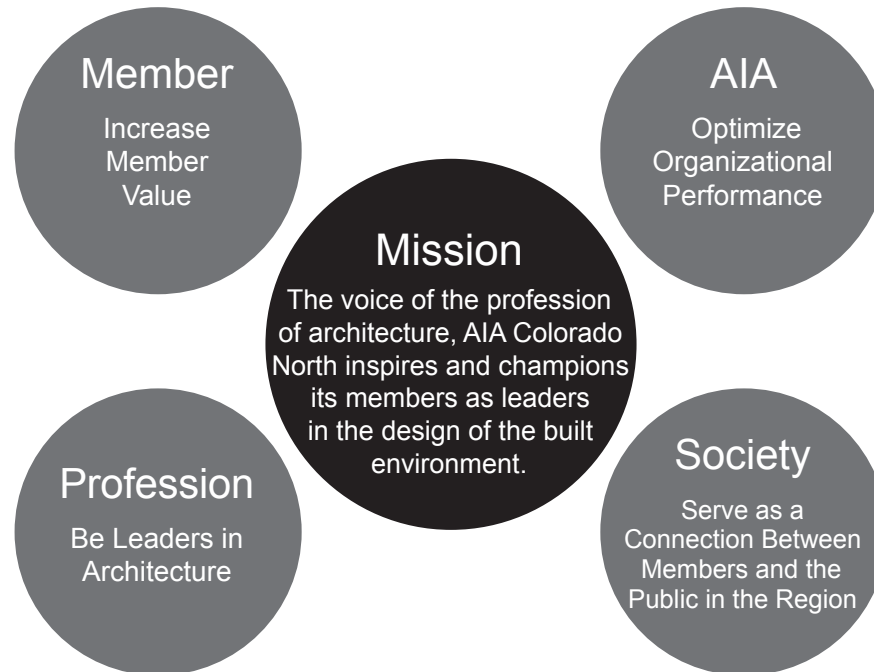 Member
Increase
Member
Value
AIA
Optimize
Organizational
Performance
Mission
The voice of the profession
of architecture, AIA Colorado
North inspires and champions
its members as leaders
in the design of the built
environment.
Profession
Be Leaders in
Architecture
Society
Serve as a
Connection Between
Members and the
Public in the Region